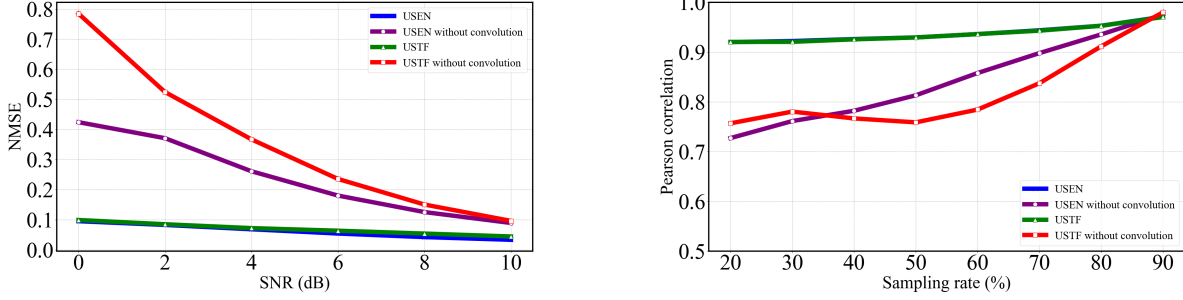 0.8
0.7
0.6
0.5
0.4
0.3
0.2
0.1
0.0
NMSE
0 2 4 6 8 10
SNR (dB)
USEN
USEN without convolution
USTF
USTF without convolution
1.0
0.9
0.8
0.7
0.6
0.5
Pearson correlation
20 30 40 50 60 70 80 90
Sampling rate (%)
USEN
USEN without convolution
USTF
USTF without convolution